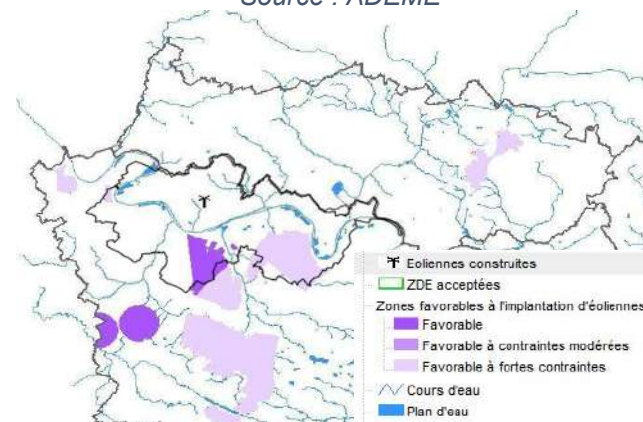 Source : ADEME
Eoliennes construites
ZDE acceptées
Zones favorables à l'implantation d'éoliennes
Favorable
Favorable à contraintes modérées
Favorable à fortes contraintes
Cours d'eau
Plan d'eau